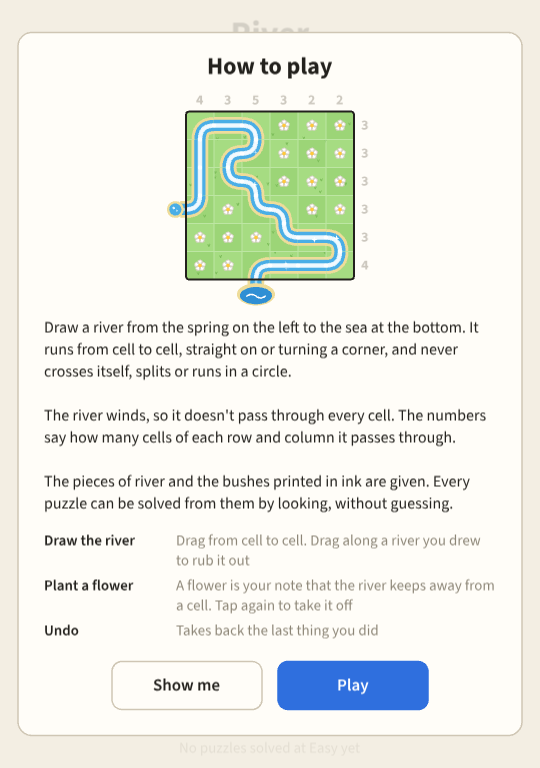 River
How to play
4 3 5 3 2 2
3
3
3
3
3
4
Draw a river from the spring on the left to the sea at the bottom. It
runs from cell to cell, straight on or turning a corner, and never
crosses itself, splits or runs in a circle.
The river winds, so it doesn't pass through every cell. The numbers
say how many cells of each row and column it passes through.
The pieces of river and the bushes printed in ink are given. Every
puzzle can be solved from them by looking, without guessing.
Draw the river Drag from cell to cell. Drag along a river you drew
to rub it out
Plant a flower A flower is your note that the river keeps away from
a cell. Tap again to take it off
Undo Takes back the last thing you did
Show me Play
No puzzles solved at Easy yet